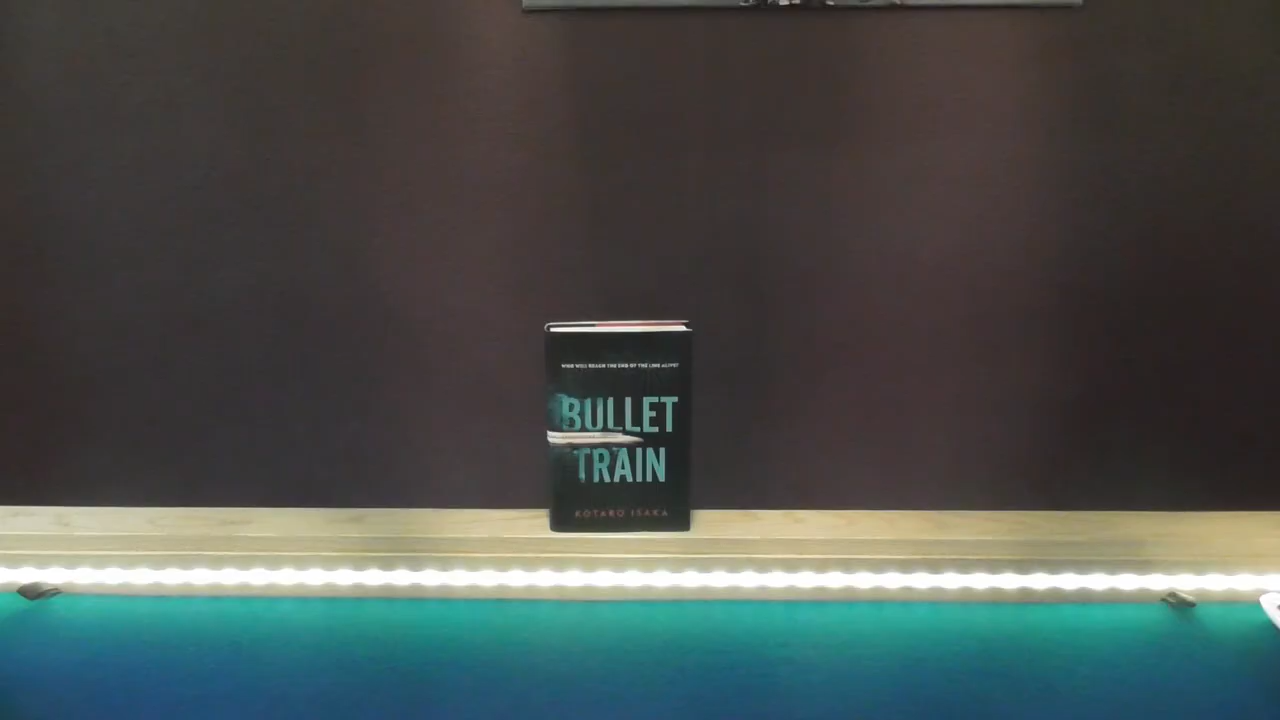 WHO WILL REACH THE END OF THE LINE ALIVE?
BULLET
TRAIN
KOTARO ISAKA